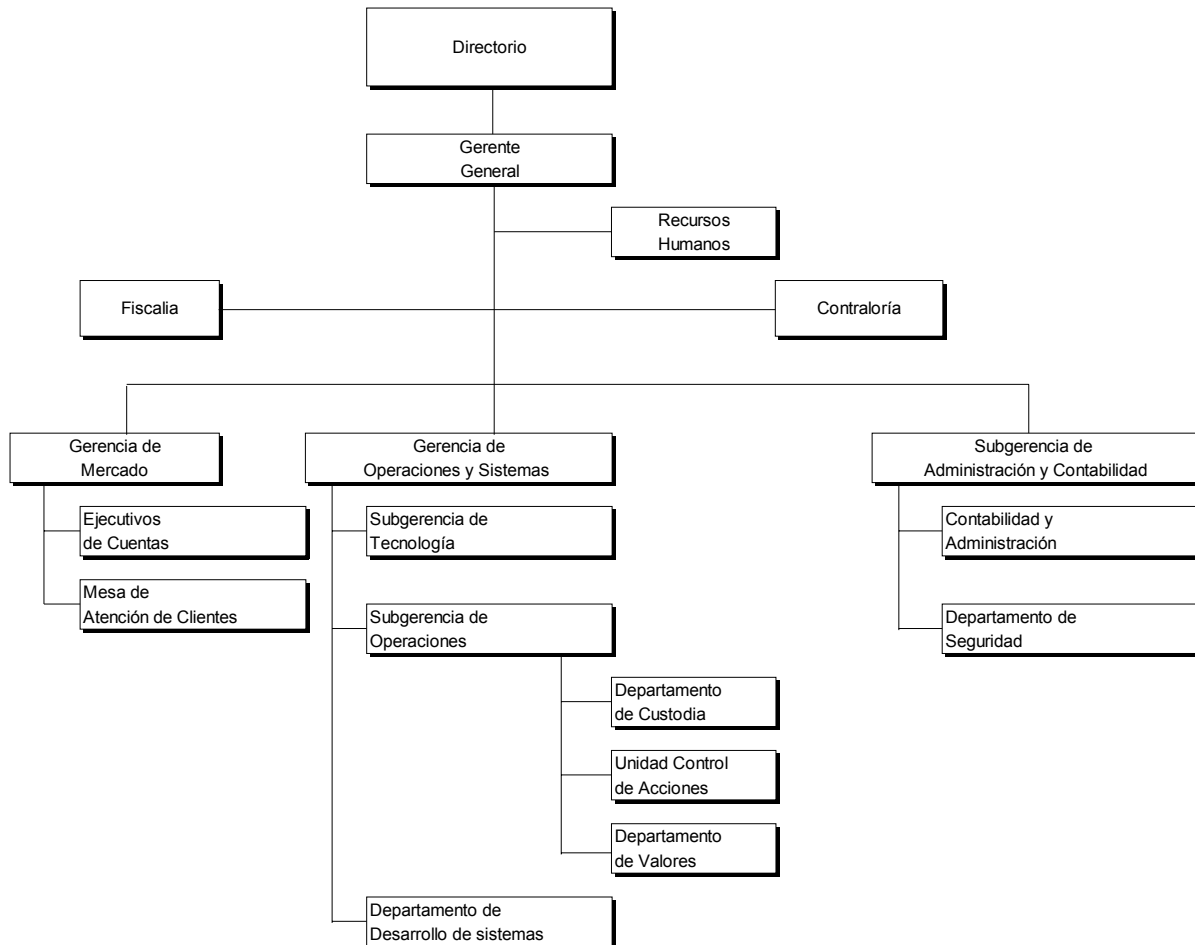 Directorio
Gerente
General
Recursos
Humanos
Fiscalia
Contraloría
Gerencia de
Mercado
Gerencia de
Operaciones y Sistemas
Subgerencia de
Administración y Contabilidad
Ejecutivos
de Cuentas
Subgerencia de
Tecnología
Contabilidad y
Administración
Mesa de
Atención de Clientes
Subgerencia de
Operaciones
Departamento de
Seguridad
Departamento
de Custodia
Unidad Control
de Acciones
Departamento
de Valores
Departamento de
Desarrollo de sistemas